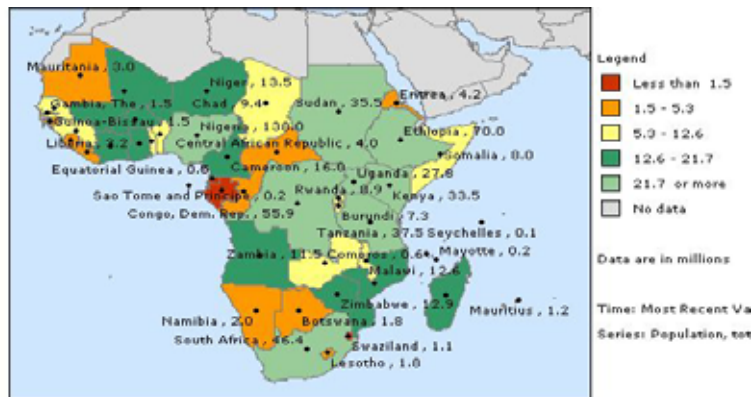 Mauritania , 3.0
Niger , 13.5
Gambia, The , 1.5
Chad , 9.4
Sudan , 35.5
Eritrea , 4.2
Guinea-Bissau , 1.5
Nigeria , 130.0
Ethiopia , 70.0
Liberia , 3.2
Central African Republic , 4.0
Somalia , 8.0
Equatorial Guinea , 0.5
Cameroon , 16.0
Uganda , 27.8
Sao Tome and Principe , 0.2
Rwanda , 8.9
Kenya , 33.5
Congo, Dem. Rep. , 55.9
Burundi , 7.3
Tanzania , 37.5
Seychelles , 0.1
Zambia , 11.5
Comoros , 0.6
Mayotte , 0.2
Malawi , 12.6
Zimbabwe , 12.9
Mauritius , 1.2
Namibia , 2.0
Botswana , 1.8
South Africa , 46.4
Swaziland , 1.1
Lesotho , 1.8
Legend
Less than 1.5
1.5 - 5.3
5.3 - 12.6
12.6 - 21.7
21.7 or more
No data
Data are in millions
Time: Most Recent Va
Series: Population, tot